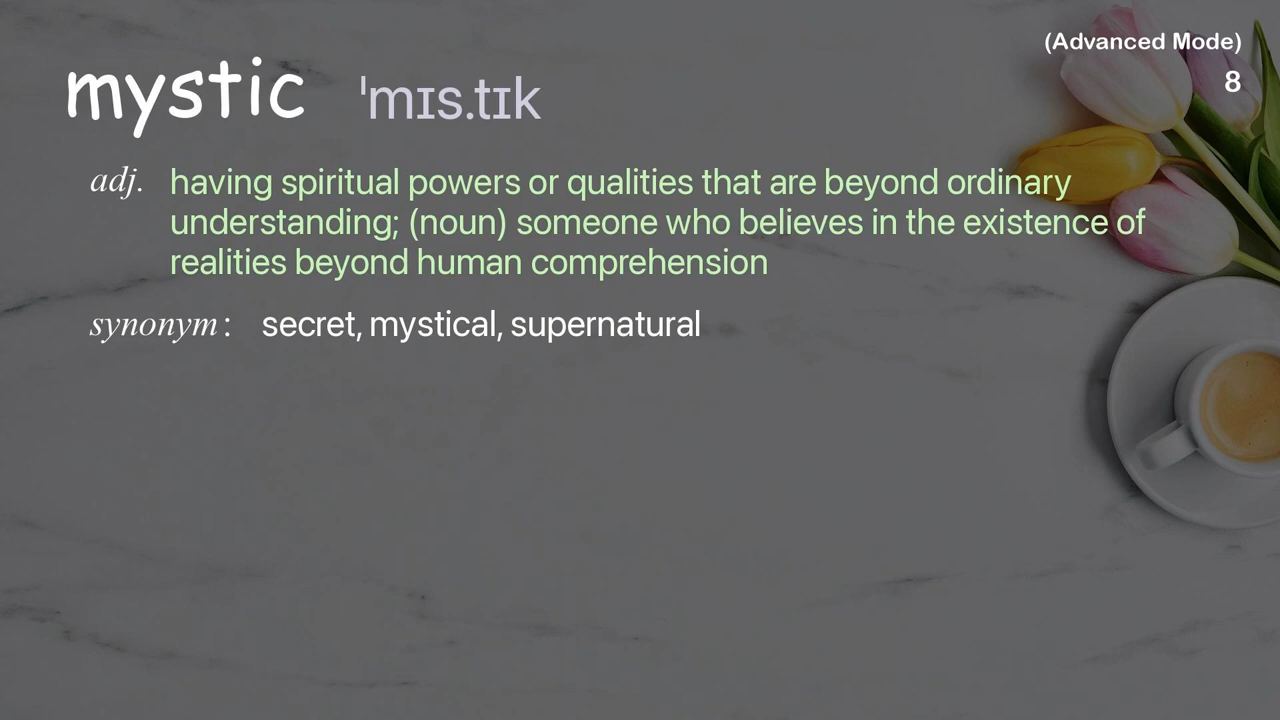 (Advanced Mode)
8
mystic ˈmɪs.tɪk
adj. having spiritual powers or qualities that are beyond ordinary
understanding; (noun) someone who believes in the existence of
realities beyond human comprehension
synonym : secret, mystical, supernatural